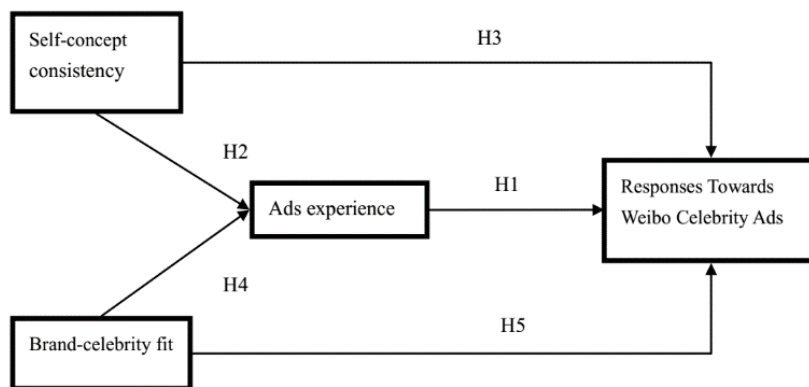 Self-concept
consistency
H3
H2
Ads experience
H1
Responses Towards
Weibo Celebrity Ads
H4
Brand-celebrity fit
H5